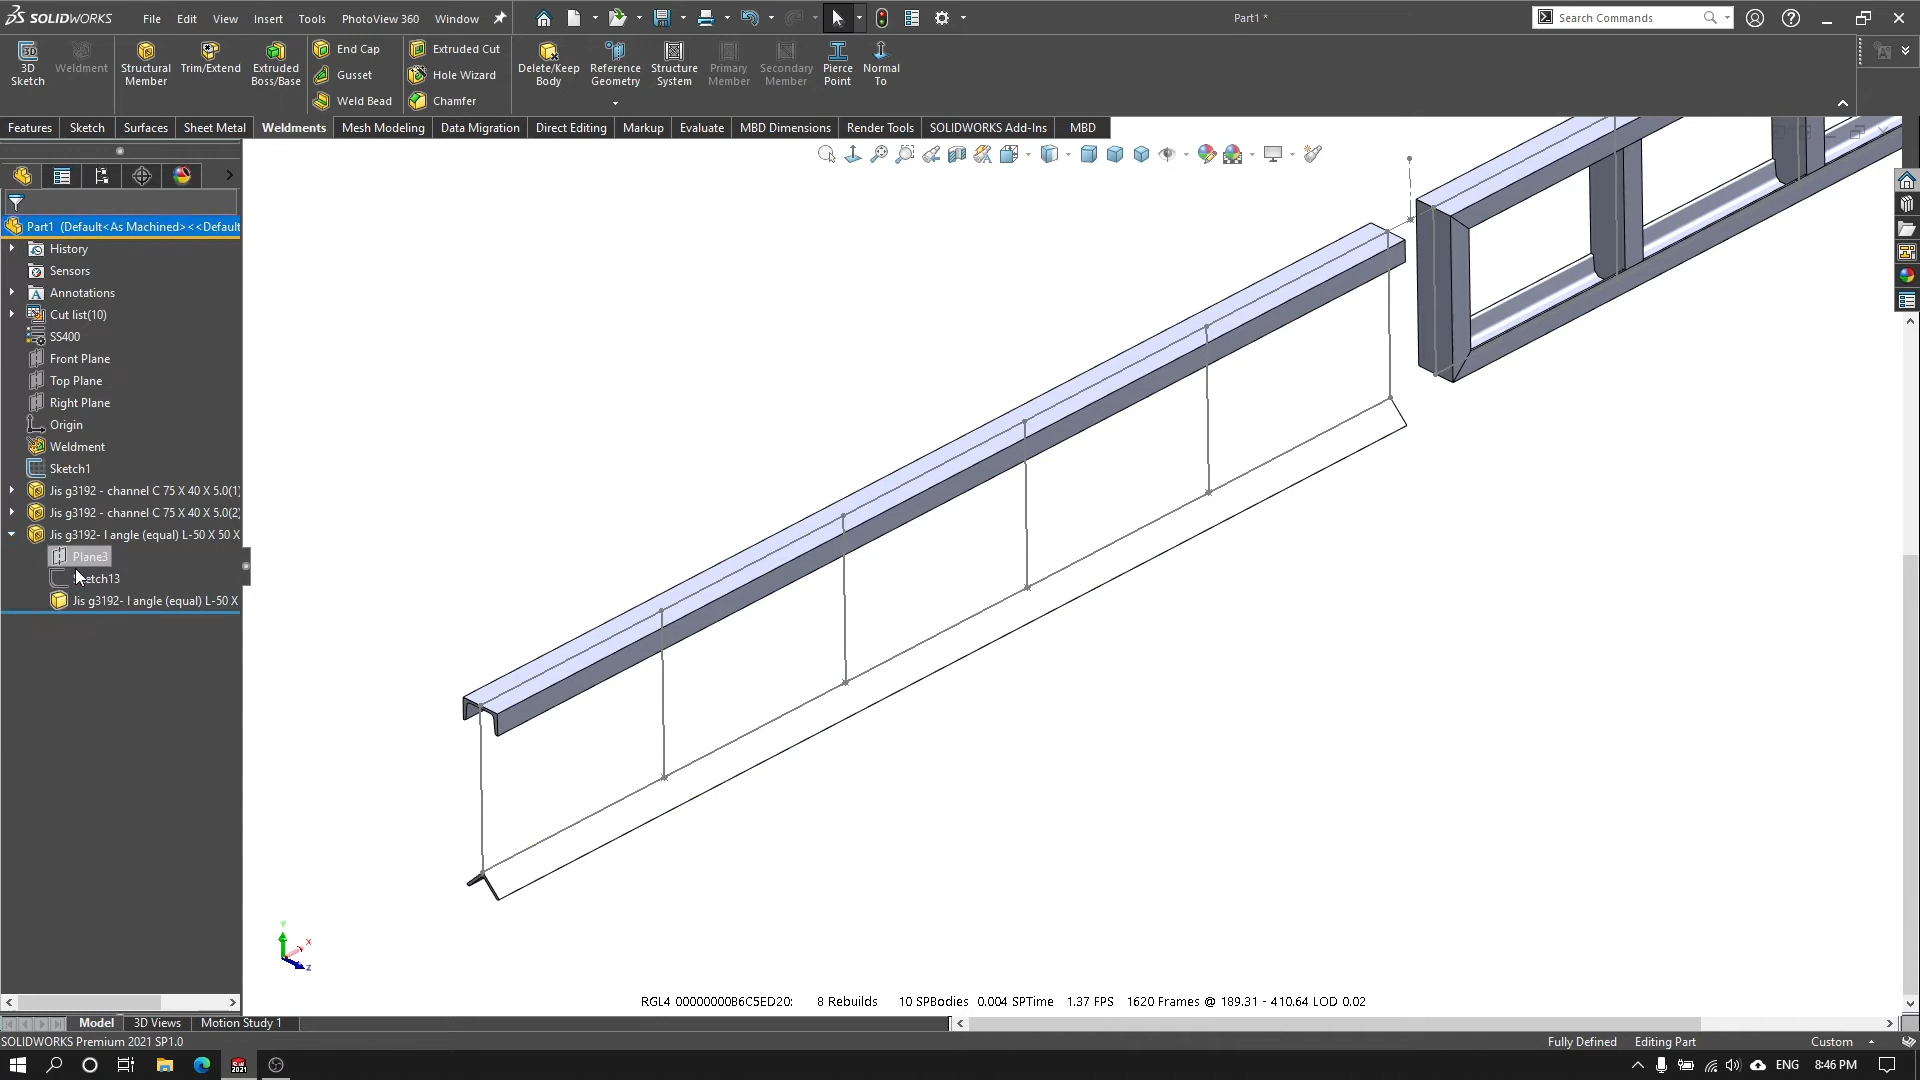 SOLIDWORKS
File
Edit
View
Insert
Tools
PhotoView 360
Window
Part1 *
Search Commands
3D
Sketch
Weldment
Structural
Member
Trim/Extend
Extruded
Boss/Base
End Cap
Gusset
Weld Bead
Extruded Cut
Hole Wizard
Chamfer
Delete/Keep
Body
Reference
Geometry
Structure
System
Primary
Member
Secondary
Member
Pierce
Point
Normal
To
Features
Sketch
Surfaces
Sheet Metal
Weldments
Mesh Modeling
Data Migration
Direct Editing
Markup
Evaluate
MBD Dimensions
Render Tools
SOLIDWORKS Add-Ins
MBD
Part1 (Default<As Machined><<Default
History
Sensors
Annotations
Cut list(10)
SS400
Front Plane
Top Plane
Right Plane
Origin
Weldment
Sketch1
Jis g3192 - channel C 75 X 40 X 5.0(1)
Jis g3192 - channel C 75 X 40 X 5.0(2)
Jis g3192- l angle (equal) L-50 X 50 X
Plane3
etch13
Jis g3192- l angle (equal) L-50 X
Y
X
Z
RGL4 00000000B6C5ED20: 8 Rebuilds 10 SPBodies 0.004 SPTime 1.37 FPS 1620 Frames @ 189.31 - 410.64 LOD 0.02
Model
3D Views
Motion Study 1
SOLIDWORKS Premium 2021 SP1.0
Fully Defined
Editing Part
Custom
ENG
8:46 PM